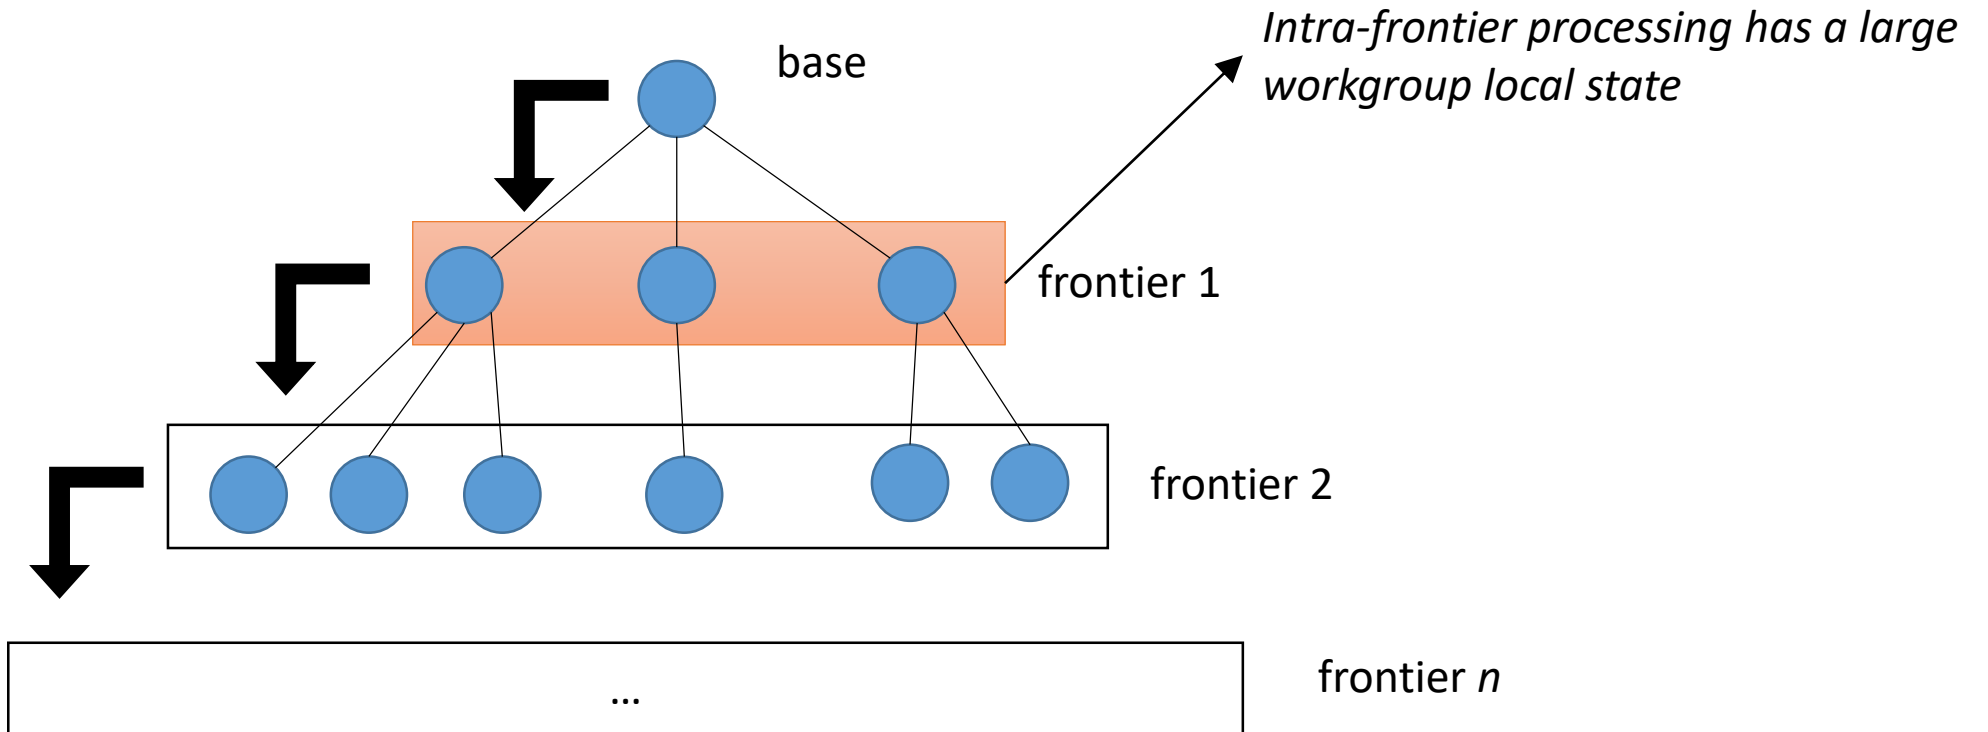 Intra-frontier processing has a large
workgroup local state
base
frontier 1
frontier 2
frontier n
...